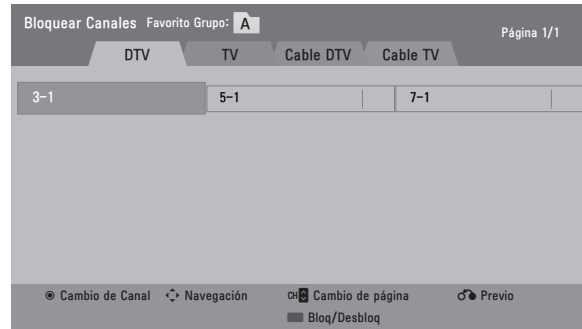 Bloquear Canales Favorito Grupo: A
Página 1/1
DTV TV Cable DTV Cable TV
3-1 5-1 7-1
Cambio de Canal Navegación CH Cambio de página Previo
Bloq/Desbloq